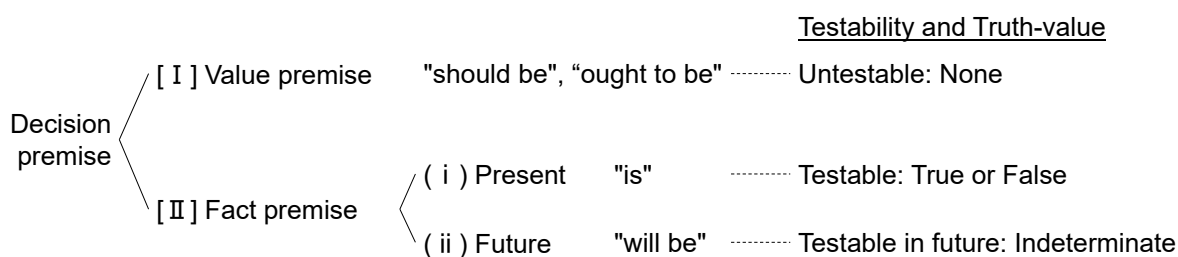 Testability and Truth-value
[ Ⅰ ] Value premise "should be", “ought to be" Untestable: None
Decision
premise
( ⅰ ) Present "is" Testable: True or False
[ Ⅱ ] Fact premise
( ⅱ ) Future "will be" Testable in future: Indeterminate